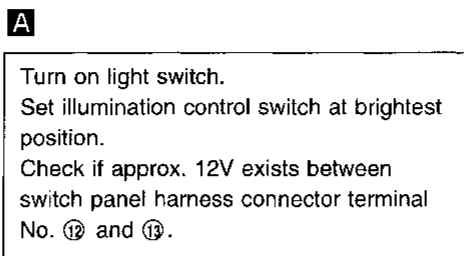 A
Turn on light switch.
Set illumination control switch at brightest
position.
Check if approx. 12V exists between
switch panel harness connector terminal
No. ⑫ and ⑬.